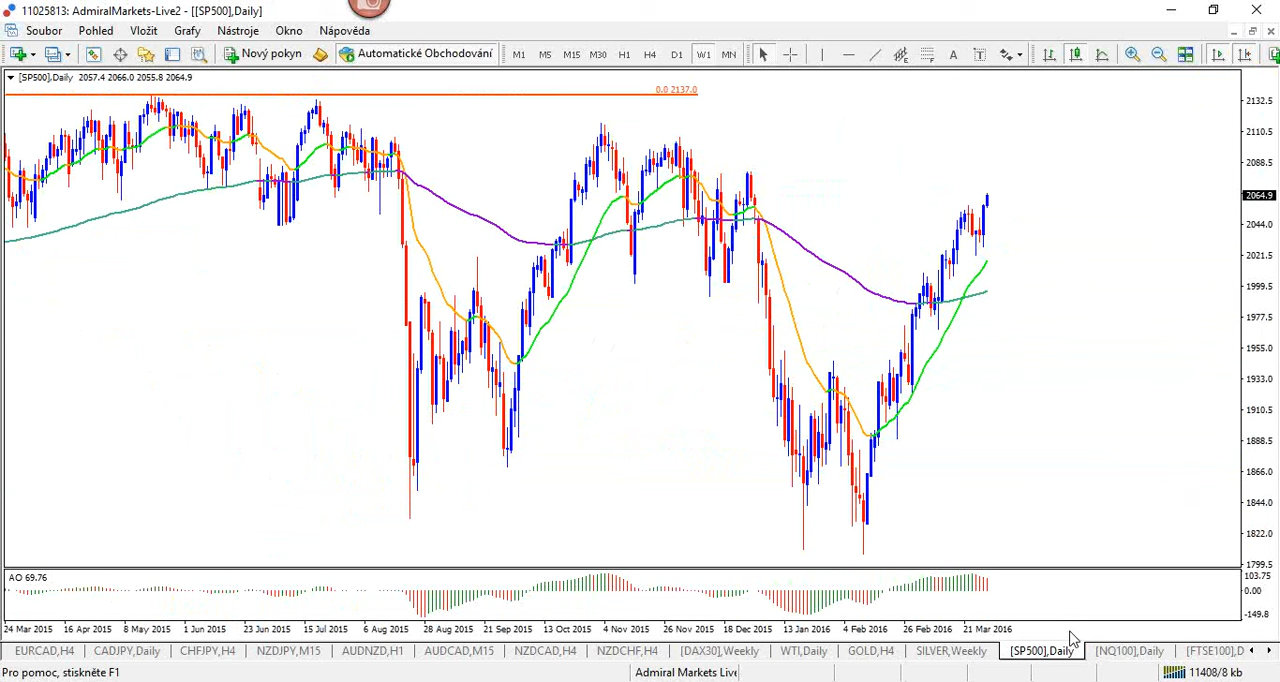 11025813: AdmiralMarkets-Live2 - [[SP500],Daily]
Soubor Pohled Vložit Grafy Nástroje Okno Nápověda
Nový pokyn Automatické Obchodování M1 M5 M15 M30 H1 H4 D1 W1 MN A T
[SP500],Daily 2057.4 2066.0 2055.8 2064.9
0.0 2137.0
2132.5
2110.5
2088.5
2064.9
2044.0
2021.5
1999.5
1977.5
1955.0
1933.0
1910.5
1888.5
1866.0
1844.0
1822.0
1799.5
AO 69.76
103.75
0.00
-149.8
24 Mar 2015 16 Apr 2015 8 May 2015 1 Jun 2015 23 Jun 2015 15 Jul 2015 6 Aug 2015 28 Aug 2015 21 Sep 2015 13 Oct 2015 4 Nov 2015 26 Nov 2015 18 Dec 2015 13 Jan 2016 4 Feb 2016 26 Feb 2016 21 Mar 2016
EURCAD,H4 CADJPY,Daily CHFJPY,H4 NZDJPY,M15 AUDNZD,H1 AUDCAD,M15 NZDCAD,H4 NZDCHF,H4 [DAX30],Weekly WTI,Daily GOLD,H4 SILVER,Weekly [SP500],Daily [NQ100],Daily [FTSE100],D
Pro pomoc, stiskněte F1 Admiral Markets Live 11408/8 kb